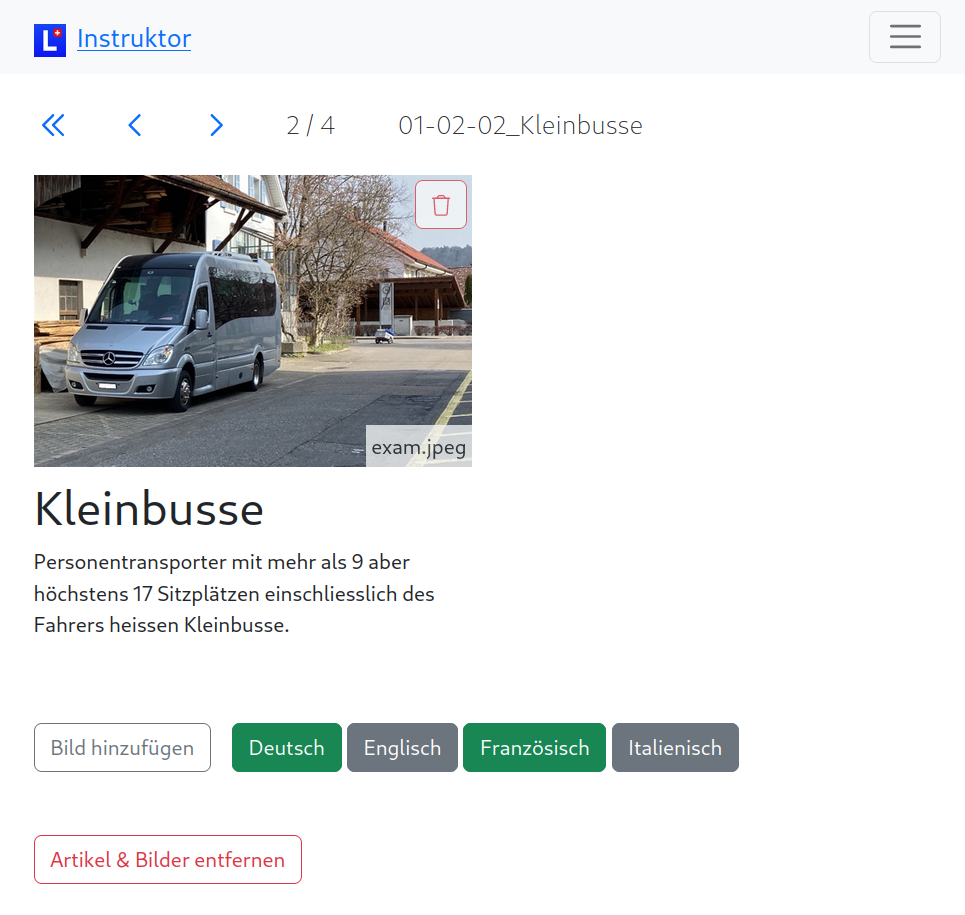 L Instruktor
2 / 4 01-02-02_Kleinbusse
exam.jpeg
Kleinbusse
Personentransporter mit mehr als 9 aber
höchstens 17 Sitzplätzen einschliesslich des
Fahrers heissen Kleinbusse.
Bild hinzufügen Deutsch Englisch Französisch Italienisch
Artikel & Bilder entfernen